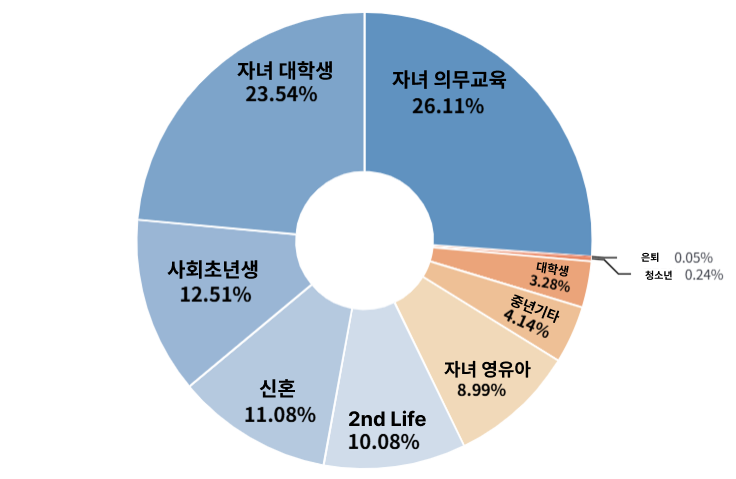 자녀 대학생
23.54%
자녀 의무교육
26.11%
은퇴 0.05%
청소년 0.24%
대학생
3.28%
중년기타
4.14%
자녀 영유아
8.99%
2nd Life
10.08%
신혼
11.08%
사회초년생
12.51%